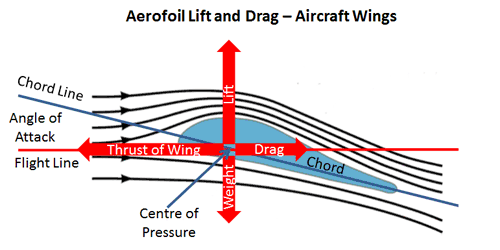 Aerofoil Lift and Drag – Aircraft Wings
Chord Line
Lift
Angle of
Attack
Thrust of Wing
Drag
Flight Line
Chord
Weight
Centre of
Pressure